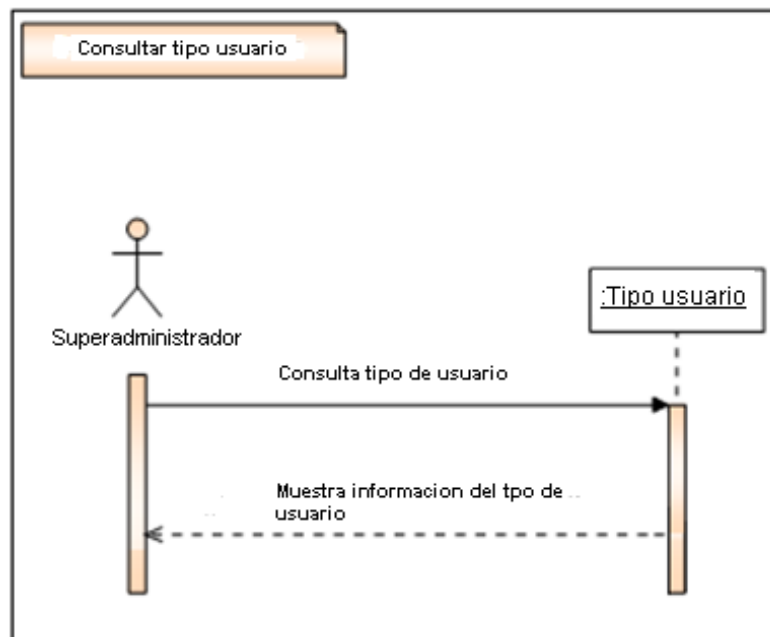 Consultar tipo usuario
:Tipo usuario
Superadministrador
Consulta tipo de usuario
Muestra informacion del tpo de
usuario